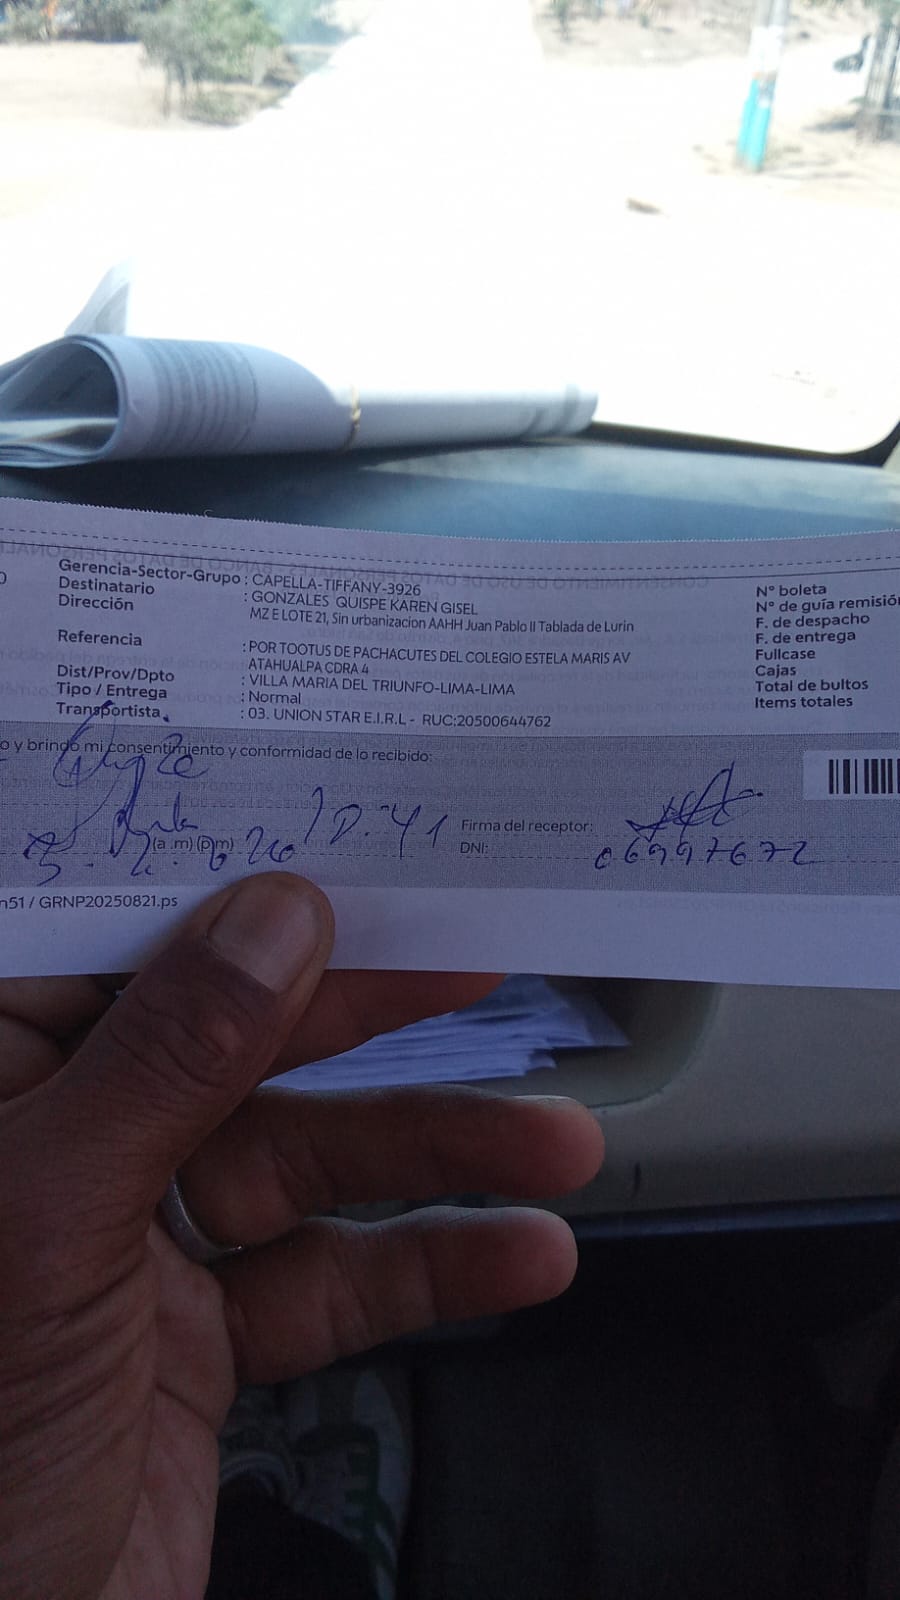 Gerencia-Sector-Grupo : CAPELLA-TIFFANY-3926
Destinatario : GONZALES QUISPE KAREN GISEL
Dirección MZ E LOTE 21, Sin urbanizacion AAHH Juan Pablo II Tablada de Lurin
Referencia : POR TOOTUS DE PACHACUTES DEL COLEGIO ESTELA MARIS AV
ATAHUALPA CDRA 4
Dist/Prov/Dpto : VILLA MARIA DEL TRIUNFO-LIMA-LIMA
Tipo / Entrega : Normal
Transportista : 03. UNION STAR E.I.R.L - RUC:20500644762
Nº boleta
Nº de guía remisión
F. de despacho
F. de entrega
Fullcase
Cajas
Total de bultos
Items totales
o y brindo mi consentimiento y conformidad de lo recibido:
(a .m) (p.m)
Firma del receptor:
DNI: 06997672
n51 / GRNP20250821.ps